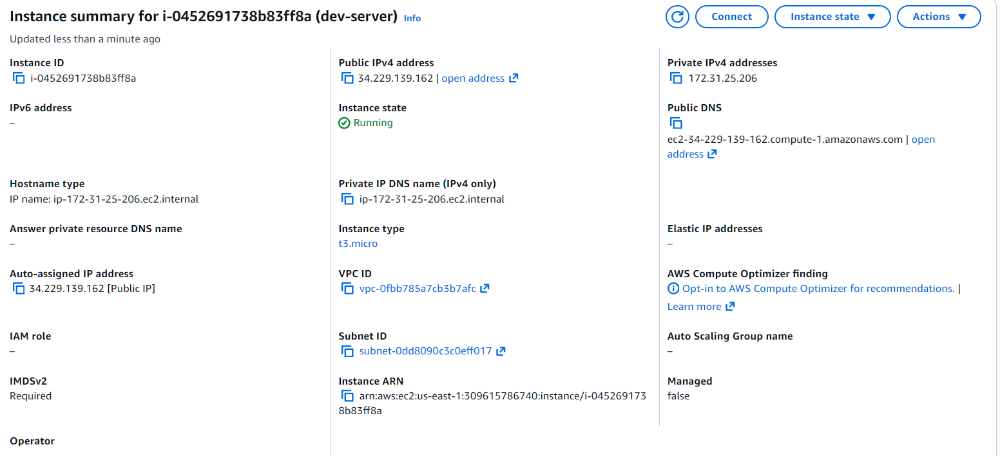 Instance summary for i-0452691738b83ff8a (dev-server) Info
Connect
Instance state
Actions
Updated less than a minute ago
Instance ID
i-0452691738b83ff8a
Public IPv4 address
34.229.139.162 | open address
Private IPv4 addresses
172.31.25.206
IPv6 address
–
Instance state
Running
Public DNS
ec2-34-229-139-162.compute-1.amazonaws.com | open
address
Hostname type
IP name: ip-172-31-25-206.ec2.internal
Private IP DNS name (IPv4 only)
ip-172-31-25-206.ec2.internal
Answer private resource DNS name
–
Instance type
t3.micro
Elastic IP addresses
–
Auto-assigned IP address
34.229.139.162 [Public IP]
VPC ID
vpc-0fbb785a7cb3b7afc
AWS Compute Optimizer finding
Opt-in to AWS Compute Optimizer for recommendations. |
Learn more
IAM role
–
Subnet ID
subnet-0dd8090c3c0eff017
Auto Scaling Group name
–
IMDSv2
Required
Instance ARN
arn:aws:ec2:us-east-1:309615786740:instance/i-045269173
8b83ff8a
Managed
false
Operator